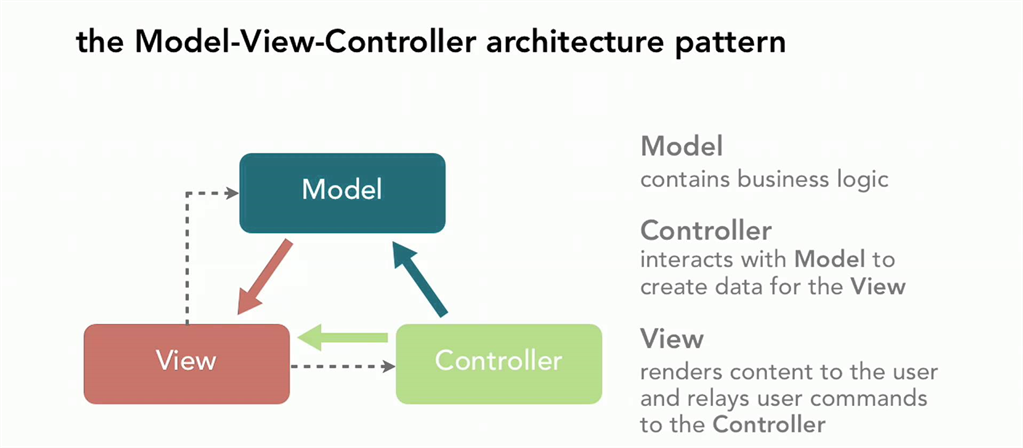 the Model-View-Controller architecture pattern
Model
View
Controller
Model
contains business logic
Controller
interacts with Model to
create data for the View
View
renders content to the user
and relays user commands
to the Controller